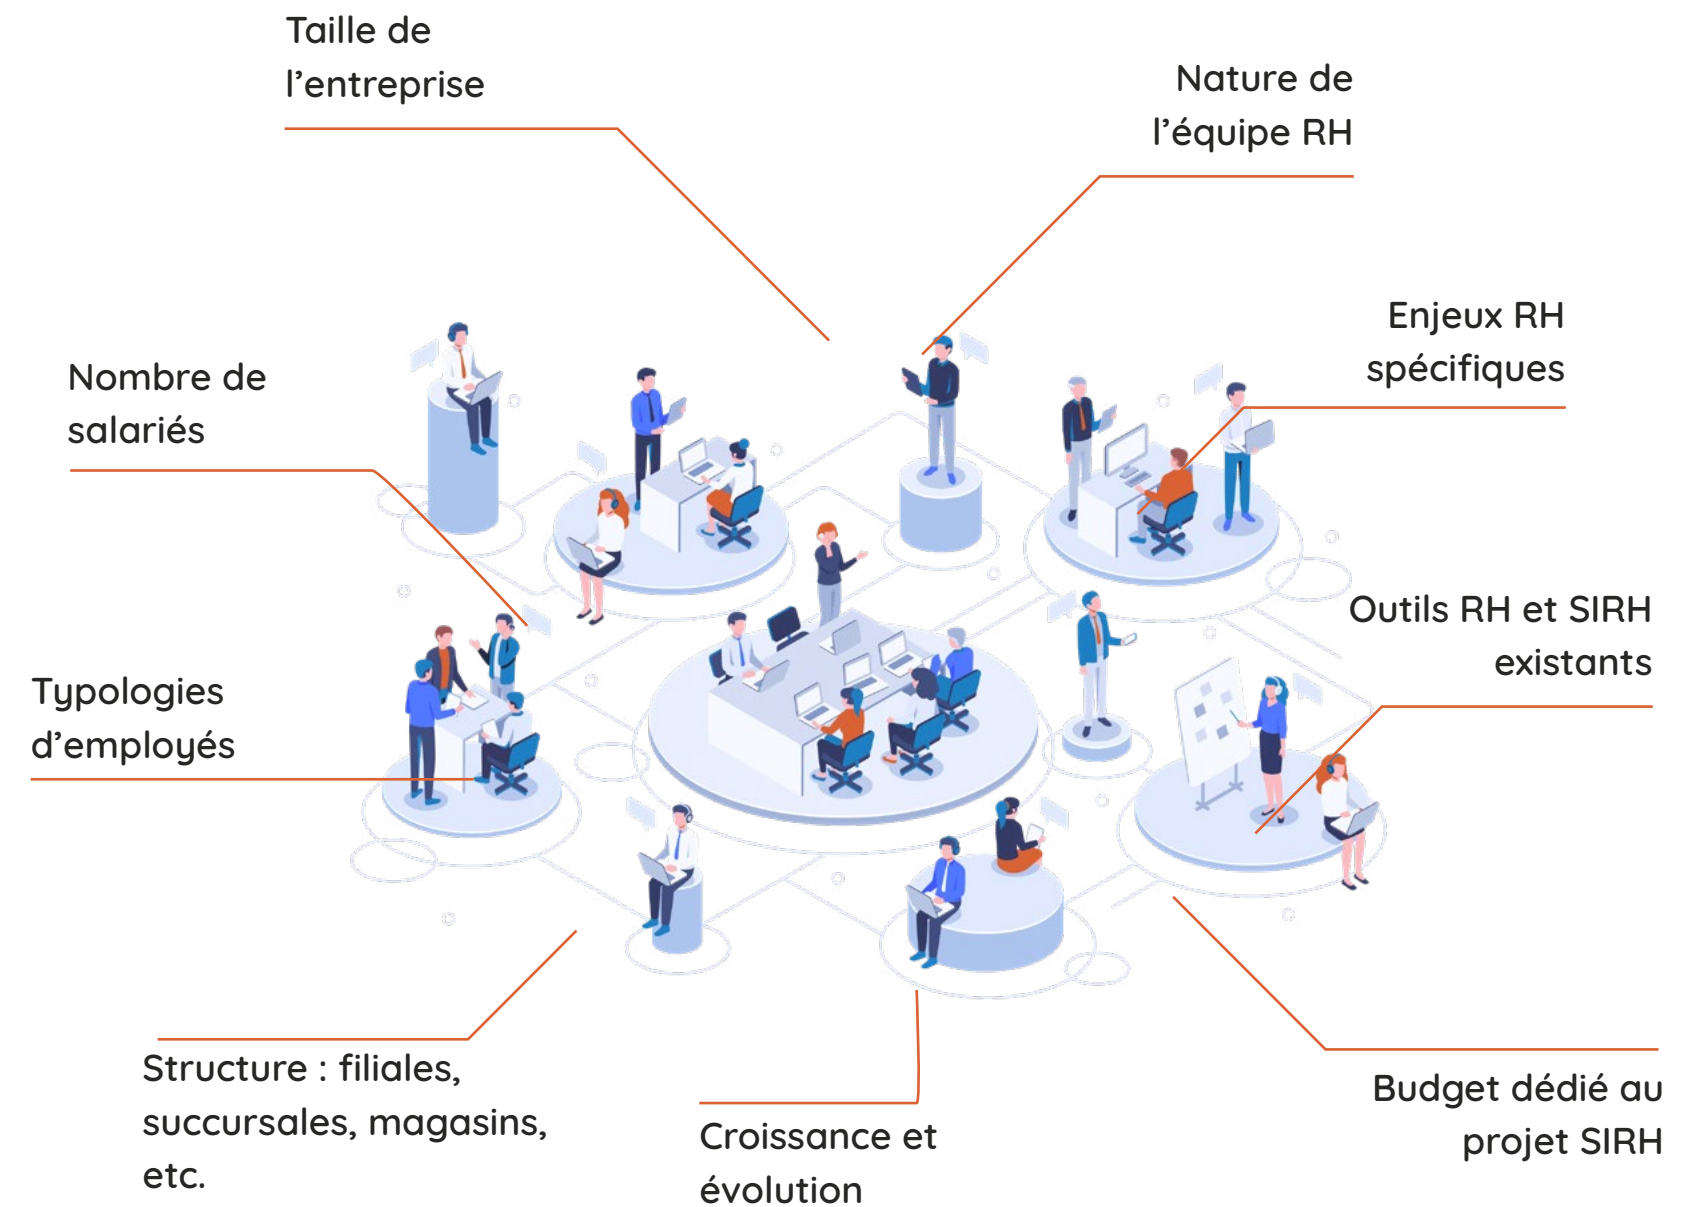 Taille de
l’entreprise
Nature de
l’équipe RH
Enjeux RH
spécifiques
Nombre de
salariés
Outils RH et SIRH
existants
Typologies
d’employés
Structure : filiales,
succursales, magasins,
etc.
Croissance et
évolution
Budget dédié au
projet SIRH